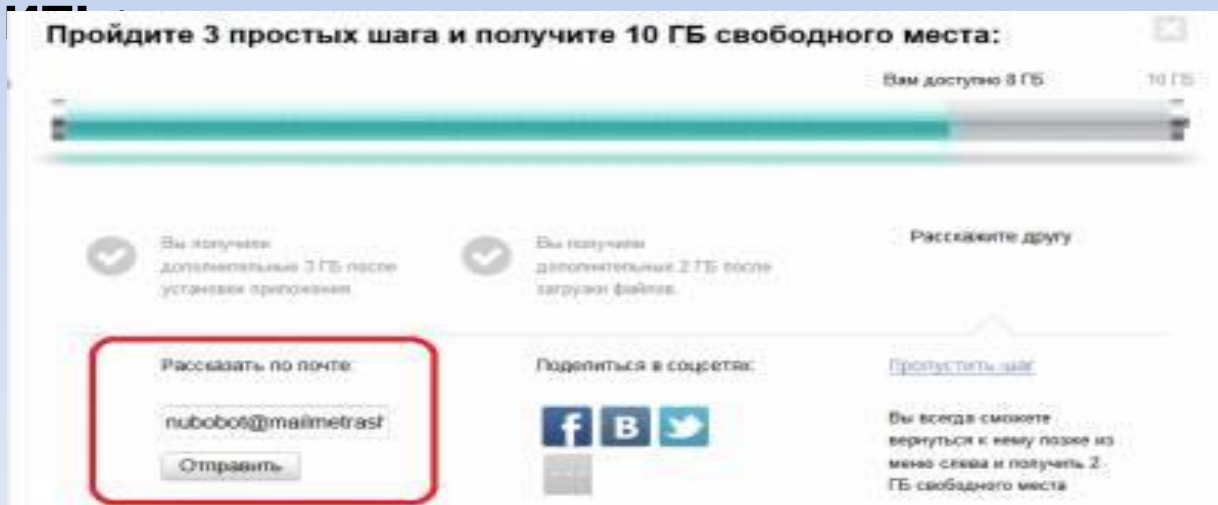 Пройдите 3 простых шага и получите 10 ГБ свободного места:
Вам доступно 8 ГБ
10 ГБ
Вы получили
дополнительные 3 ГБ после
установки приложения.
Вы получили
дополнительные 2 ГБ после
загрузки файлов.
Расскажите другу
Рассказать по почте:
nubobot@mailmetrast
Отправить
Поделиться в соцсетях:
Пропустить шаг
Вы всегда сможете
вернуться к нему позже из
меню слева и получить 2
ГБ свободного места